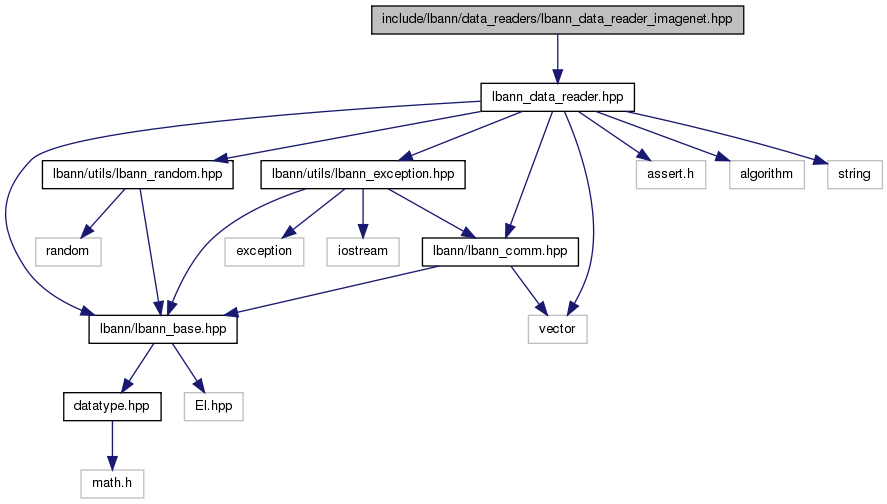 include/lbann/data_readers/lbann_data_reader_imagenet.hpp
lbann_data_reader.hpp
lbann/utils/lbann_random.hpp
lbann/utils/lbann_exception.hpp
assert.h
algorithm
string
random
exception
iostream
lbann/lbann_comm.hpp
lbann/lbann_base.hpp
vector
datatype.hpp
El.hpp
math.h